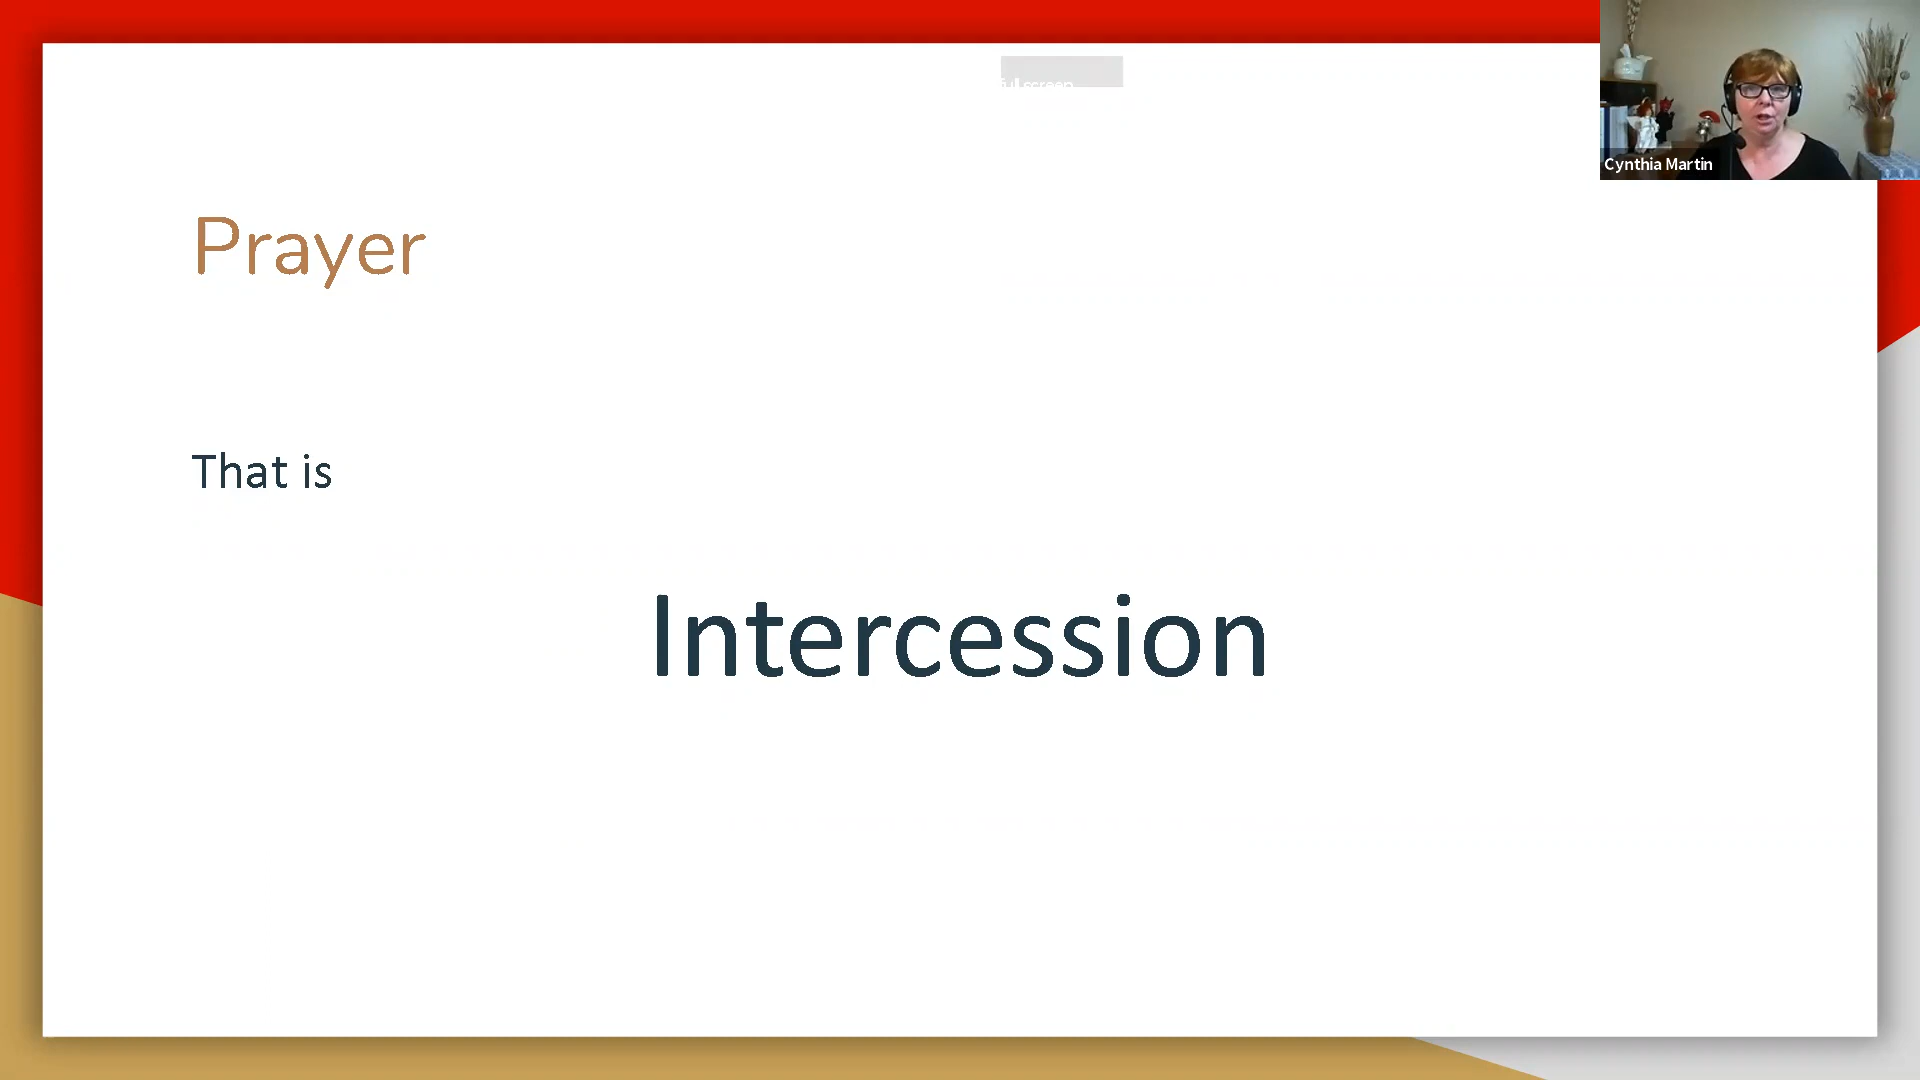 Prayer
That is
Intercession
Cynthia Martin